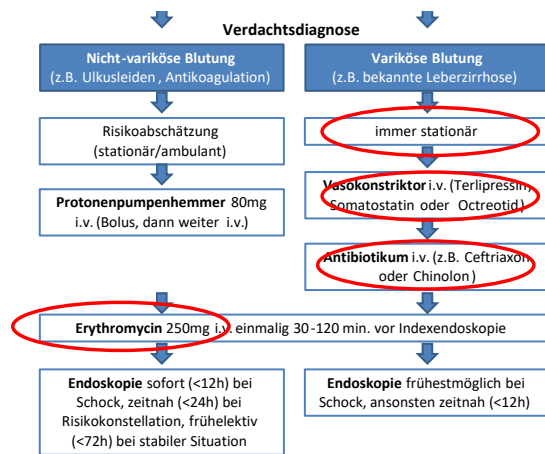 Verdachtsdiagnose
Nicht-variköse Blutung
(z.B. Ulkusleiden , Antikoagulation)
Variköse Blutung
(z.B. bekannte Leberzirrhose)
Risikoabschätzung
(stationär/ambulant)
immer stationär
Protonenpumpenhemmer 80mg
i.v. (Bolus, dann weiter i.v.)
Vasokonstriktor i.v. (Terlipressin,
Somatostatin oder Octreotid)
Antibiotikum i.v. (z.B. Ceftriaxon
oder Chinolon)
Erythromycin 250mg i.v. einmalig 30-120 min. vor Indexendoskopie
Endoskopie sofort (<12h) bei
Schock, zeitnah (<24h) bei
Risikokonstellation, frühelektiv
(<72h) bei stabiler Situation
Endoskopie frühestmöglich bei
Schock, ansonsten zeitnah (<12h)